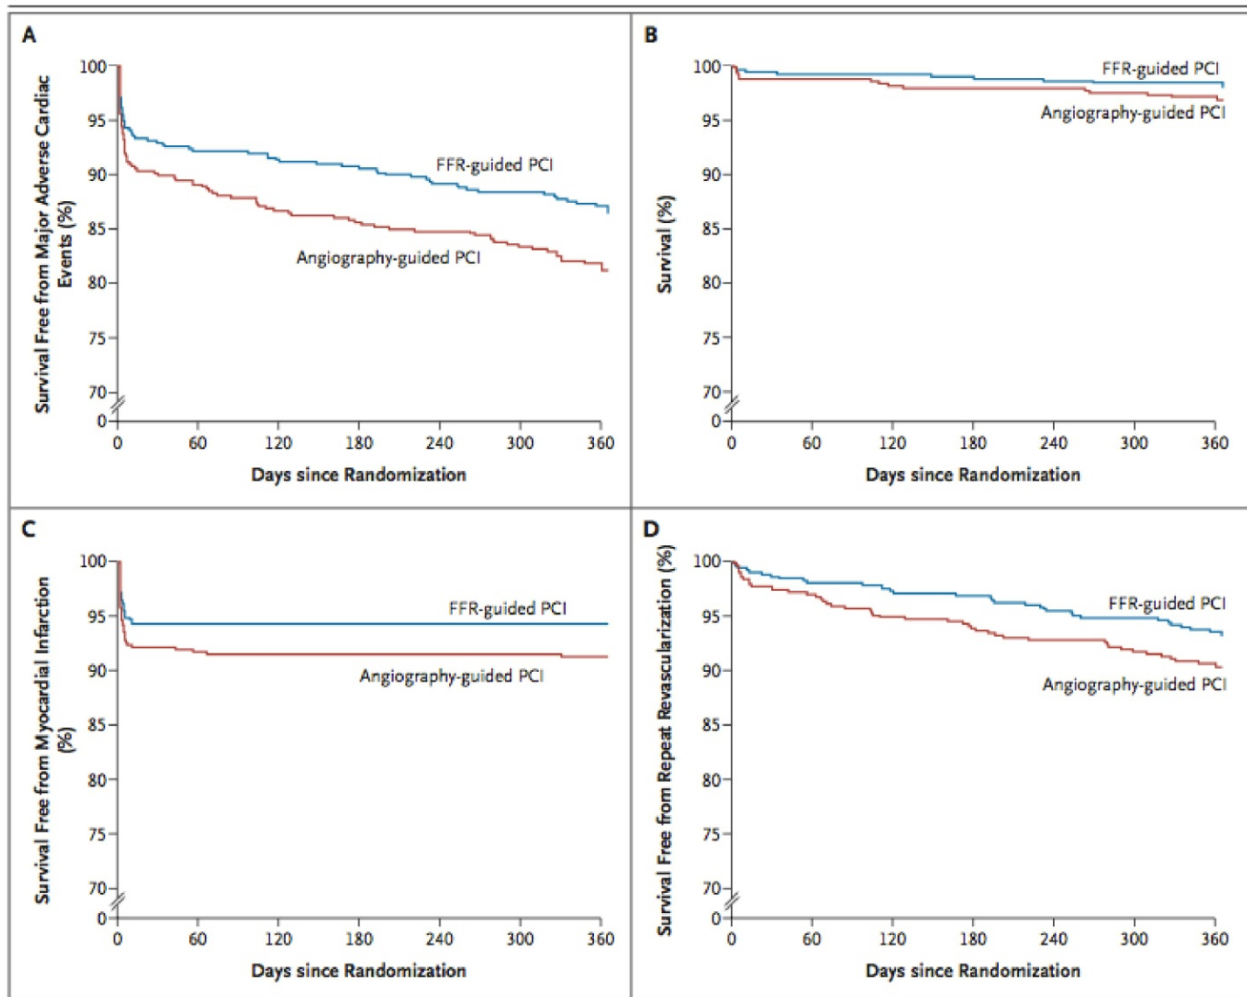 A
Survival Free from Major Adverse Cardiac
Events (%)
100
95
90
85
80
75
70
0
FFR-guided PCI
Angiography-guided PCI
0 60 120 180 240 300 360
Days since Randomization
B
Survival (%)
100
95
90
85
80
75
70
0
FFR-guided PCI
Angiography-guided PCI
0 60 120 180 240 300 360
Days since Randomization
C
Survival Free from Myocardial Infarction
(%)
100
95
90
85
80
75
70
0
FFR-guided PCI
Angiography-guided PCI
0 60 120 180 240 300 360
Days since Randomization
D
Survival Free from Repeat Revascularization (%)
100
95
90
85
80
75
70
0
FFR-guided PCI
Angiography-guided PCI
0 60 120 180 240 300 360
Days since Randomization